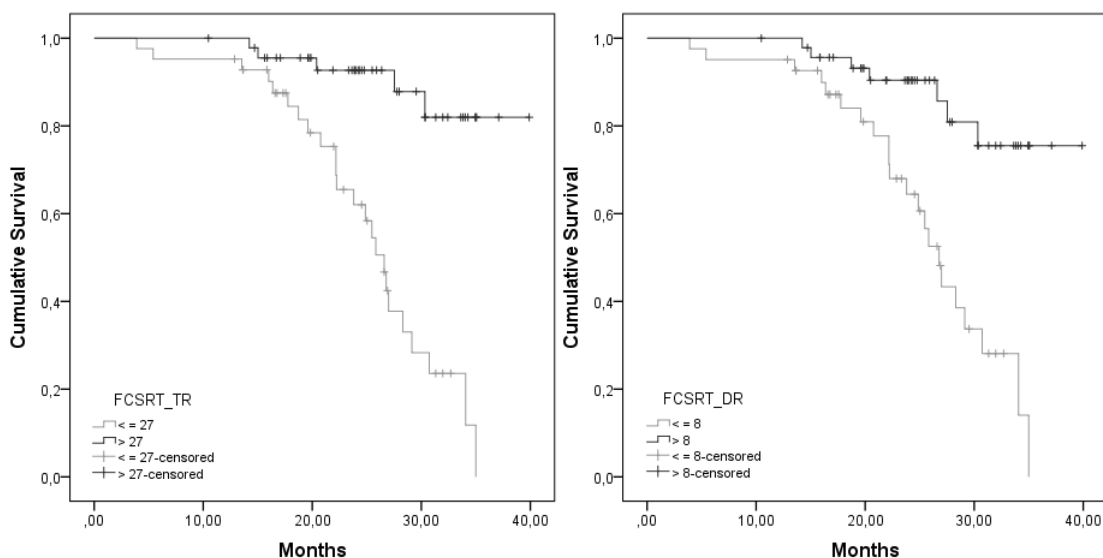 1,0
0,8
0,6
0,4
0,2
0,0
Cumulative Survival
FCSRT_TR
< = 27
> 27
< = 27-censored
> 27-censored
,00
10,00
20,00
30,00
40,00
Months
1,0
0,8
0,6
0,4
0,2
0,0
Cumulative Survival
FCSRT_DR
< = 8
> 8
< = 8-censored
> 8-censored
,00
10,00
20,00
30,00
40,00
Months